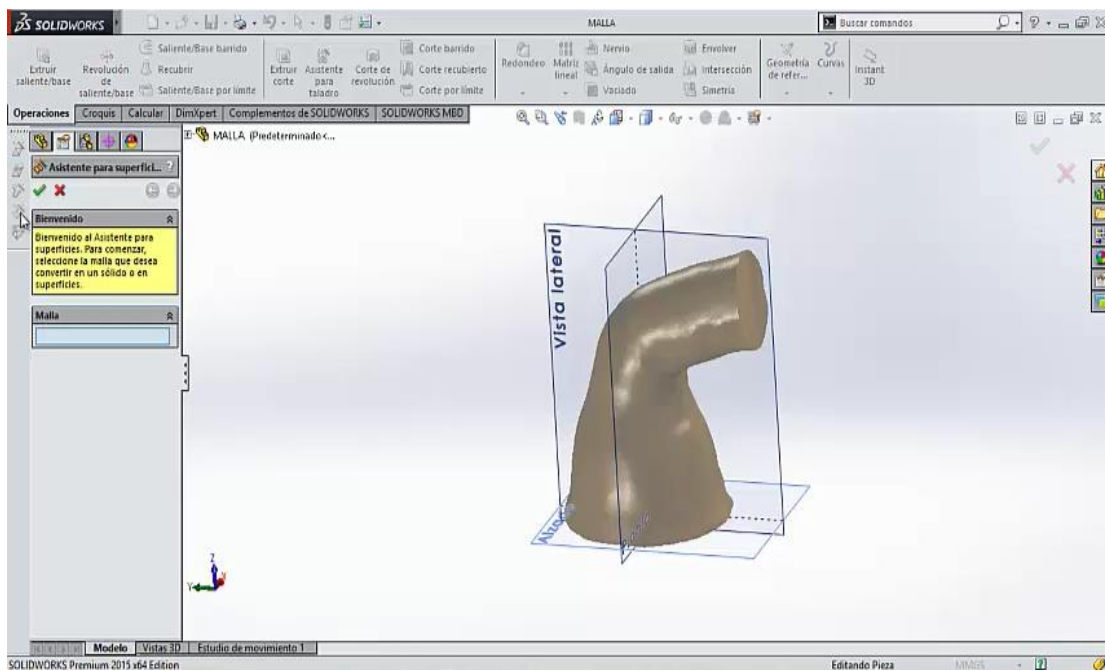 SOLIDWORKS
MALLA
Buscar comandos
Extruir saliente/base
Revolución de saliente/base
Saliente/Base barrido
Recubrir
Saliente/Base por límite
Extruir corte
Asistente para taladro
Corte de revolución
Corte barrido
Corte recubierto
Corte por límite
Redondeo
Matriz lineal
Nervio
Ángulo de salida
Vaciado
Envolver
Intersección
Simetría
Geometría de refer...
Curvas
Instant 3D
Operaciones
Croquis
Calcular
DimXpert
Complementos de SOLIDWORKS
SOLIDWORKS MBD
MALLA (Predeterminado<...
Asistente para superfici...
?
Bienvenido
Bienvenido al Asistente para
superficies. Para comenzar,
seleccione la malla que desea
convertir en un sólido o en
superficies.
Malla
Vista lateral
Z
Y
Modelo
Vistas 3D
Estudio de movimiento 1
SOLIDWORKS Premium 2015 x64 Edition
Editando Pieza
MMGS